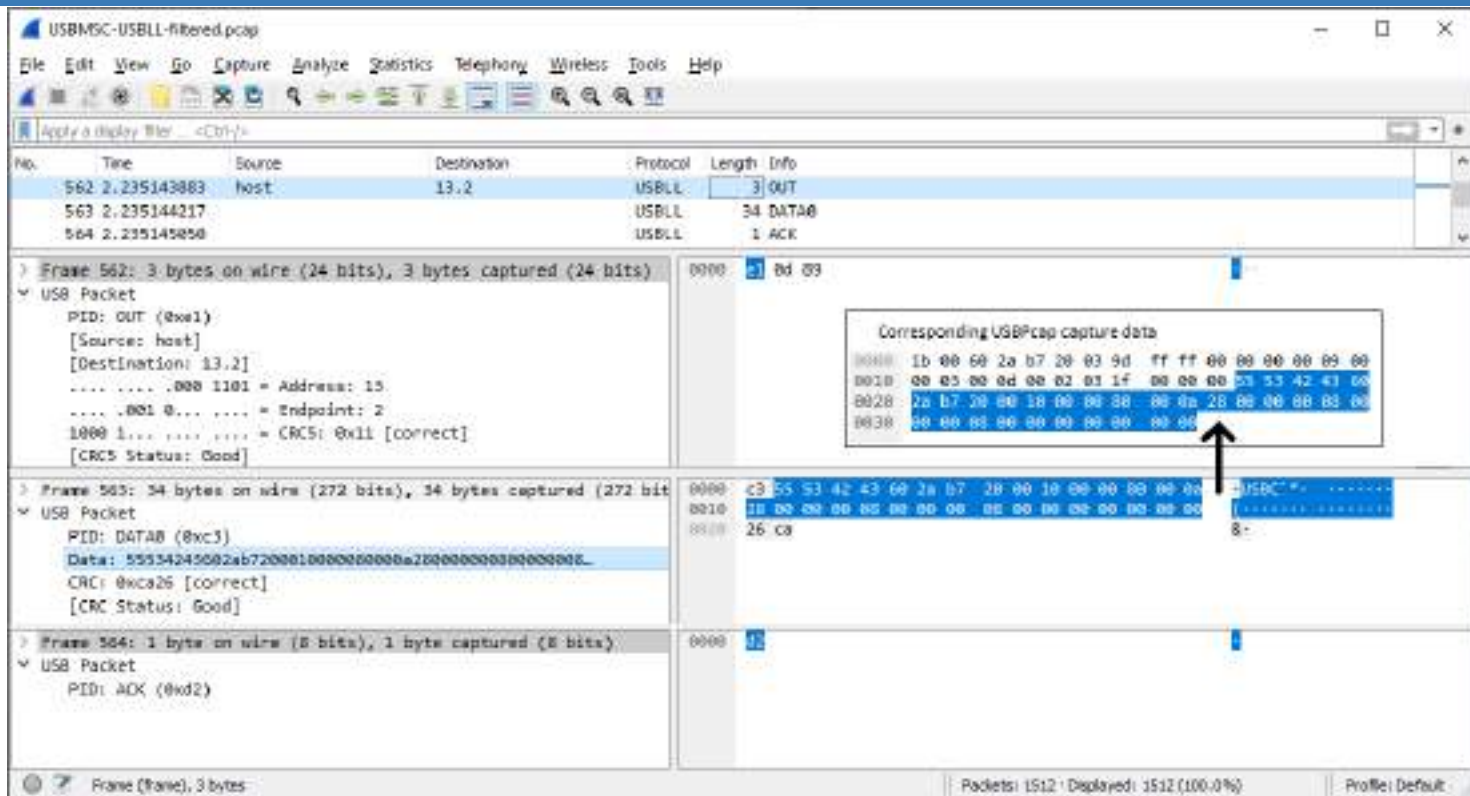 USBMSC-USBLL-filtered.pcap
File Edit View Go Capture Analyze Statistics Telephony Wireless Tools Help
Apply a display filter ... <Ctrl-/>
No. Time Source Destination Protocol Length Info
562 2.235143883 host 13.2 USBLL 3 OUT
563 2.235144217 USBLL 34 DATA0
564 2.235145050 USBLL 1 ACK
Frame 562: 3 bytes on wire (24 bits), 3 bytes captured (24 bits)
USB Packet
PID: OUT (0xe1)
[Source: host]
[Destination: 13.2]
.... .... .000 1101 = Address: 13
.... .001 0... .... = Endpoint: 2
1000 1... .... .... = CRC5: 0x11 [correct]
[CRC5 Status: Good]
0000 e1 0d 89
Corresponding USBPcap capture data
0000 1b 00 60 2a b7 20 03 9d ff ff 00 00 00 00 09 00
0010 00 03 00 0d 00 02 03 1f 00 00 00 55 53 42 43 60
0020 2a b7 20 00 10 00 00 80 00 0a 28 00 00 00 08 00
0030 00 00 08 00 00 00 00 00 00 00
Frame 563: 34 bytes on wire (272 bits), 34 bytes captured (272 bit
USB Packet
PID: DATA0 (0xc3)
CRC: 0xca26 [correct]
[CRC Status: Good]
0000 c3 55 53 42 43 60 2a b7 20 00 10 00 00 80 00 0a
0010 28 00 00 00 08 00 00 00 08 00 00 00 00 00 00 00
0020 26 ca
Frame 564: 1 byte on wire (8 bits), 1 byte captured (8 bits)
USB Packet
PID: ACK (0xd2)
0000 d2
Frame (frame), 3 bytes
Packets: 1512 · Displayed: 1512 (100.0%)
Profile: Default